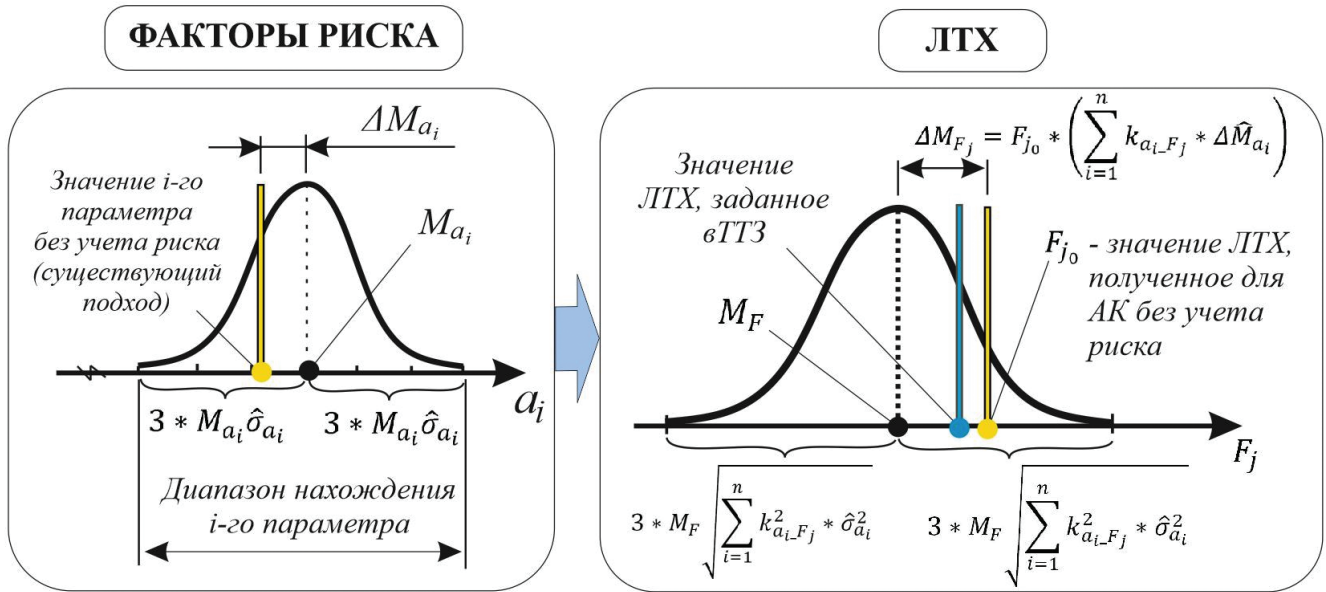 ФАКТОРЫ РИСКА
ΔM_{a_i}
Значение i-го
параметра
без учета риска
(существующий
подход)
M_{a_i}
a_i
3 * M_{a_i} σ̂_{a_i}
3 * M_{a_i} σ̂_{a_i}
Диапазон нахождения
i-го параметра
ЛТХ
ΔM_{F_j} = F_{j_0} * (∑_{i=1}^{n} k_{a_i_F_j} * ΔM̂_{a_i})
Значение
ЛТХ, заданное
вТТЗ
M_F
F_{j_0} - значение ЛТХ,
полученное для
АК без учета
риска
F_j
3 * M_F √(∑_{i=1}^{n} k²_{a_i_F_j} * σ̂²_{a_i})
3 * M_F √(∑_{i=1}^{n} k²_{a_i_F_j} * σ̂²_{a_i})